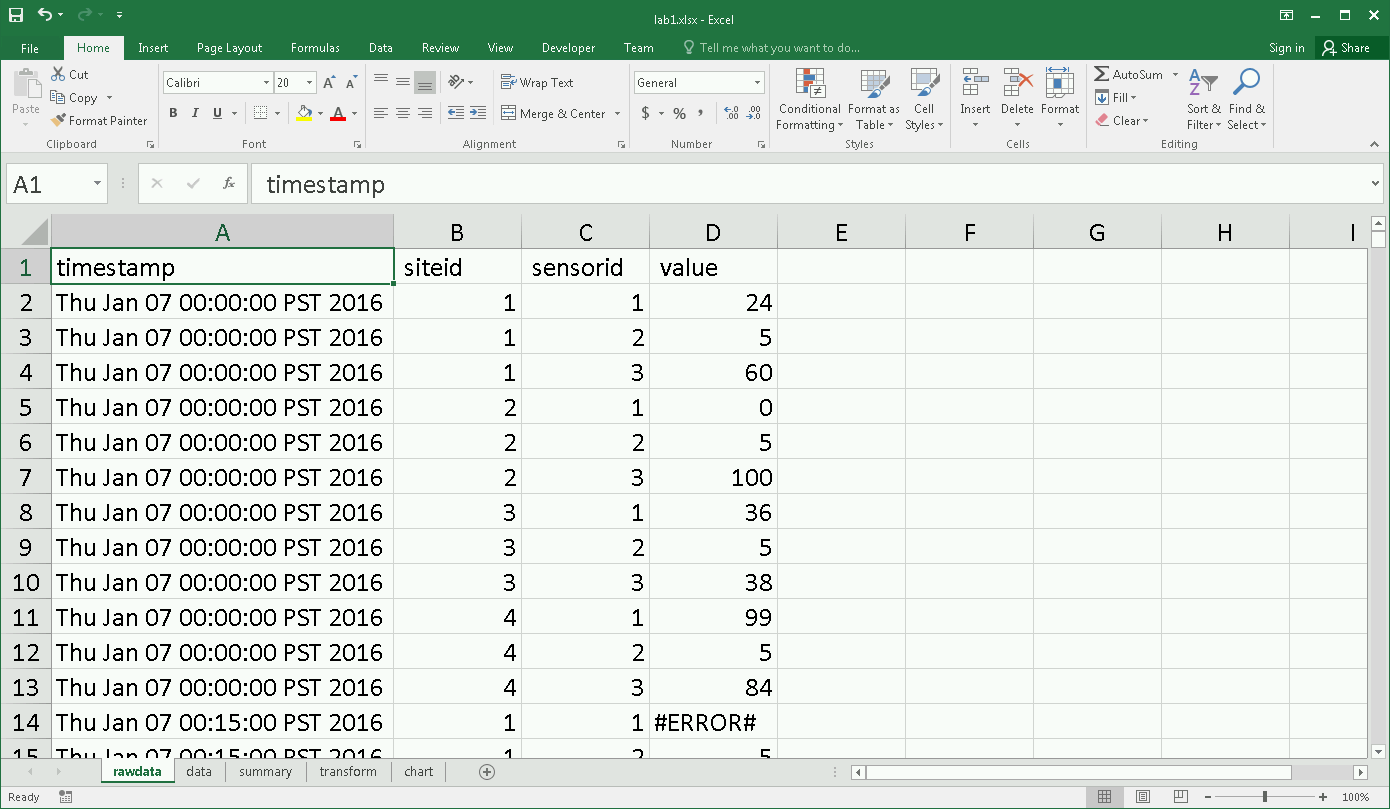 lab1.xlsx - Excel
File Home Insert Page Layout Formulas Data Review View Developer Team Tell me what you want to do... Sign in Share
Paste
Cut
Copy
Format Painter
Clipboard
Calibri 20 A A
B I U A
Font
Wrap Text
Merge & Center
Alignment
General
$ % , .00 .00
Number
Conditional Formatting
Format as Table
Cell Styles
Styles
Insert Delete Format
Cells
AutoSum
Fill
Clear
Sort & Filter
Find & Select
Editing
A1 fx timestamp
A B C D E F G H I
1 timestamp siteid sensorid value
2 Thu Jan 07 00:00:00 PST 2016 1 1 24
3 Thu Jan 07 00:00:00 PST 2016 1 2 5
4 Thu Jan 07 00:00:00 PST 2016 1 3 60
5 Thu Jan 07 00:00:00 PST 2016 2 1 0
6 Thu Jan 07 00:00:00 PST 2016 2 2 5
7 Thu Jan 07 00:00:00 PST 2016 2 3 100
8 Thu Jan 07 00:00:00 PST 2016 3 1 36
9 Thu Jan 07 00:00:00 PST 2016 3 2 5
10 Thu Jan 07 00:00:00 PST 2016 3 3 38
11 Thu Jan 07 00:00:00 PST 2016 4 1 99
12 Thu Jan 07 00:00:00 PST 2016 4 2 5
13 Thu Jan 07 00:00:00 PST 2016 4 3 84
14 Thu Jan 07 00:15:00 PST 2016 1 1 #ERROR#
15 Thu Jan 07 00:15:00 PST 2016 1 2 5
rawdata data summary transform chart
Ready 100%